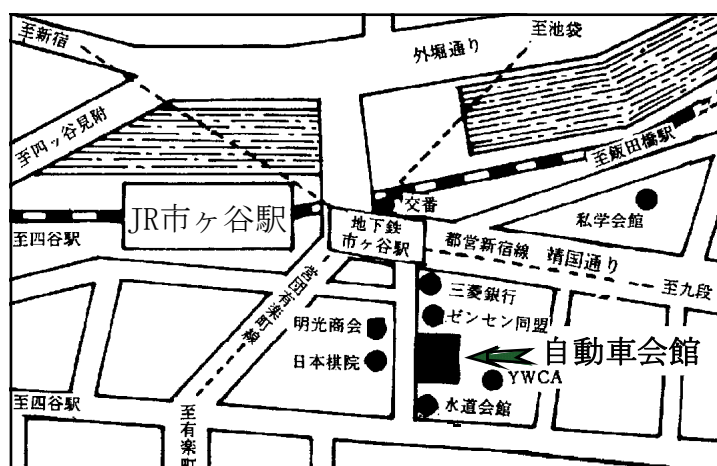 至新宿
外堀通り
至池袋
至四ッ谷見附
至飯田橋駅
JR市ヶ谷駅
交番
私学会館
地下鉄
市ヶ谷駅
至四谷駅
都営新宿線
靖国通り
至九段
営団有楽町線
三菱銀行
ゼンセン同盟
明光商会
自動車会館
日本棋院
YWCA
至四谷駅
水道会館
至有楽町